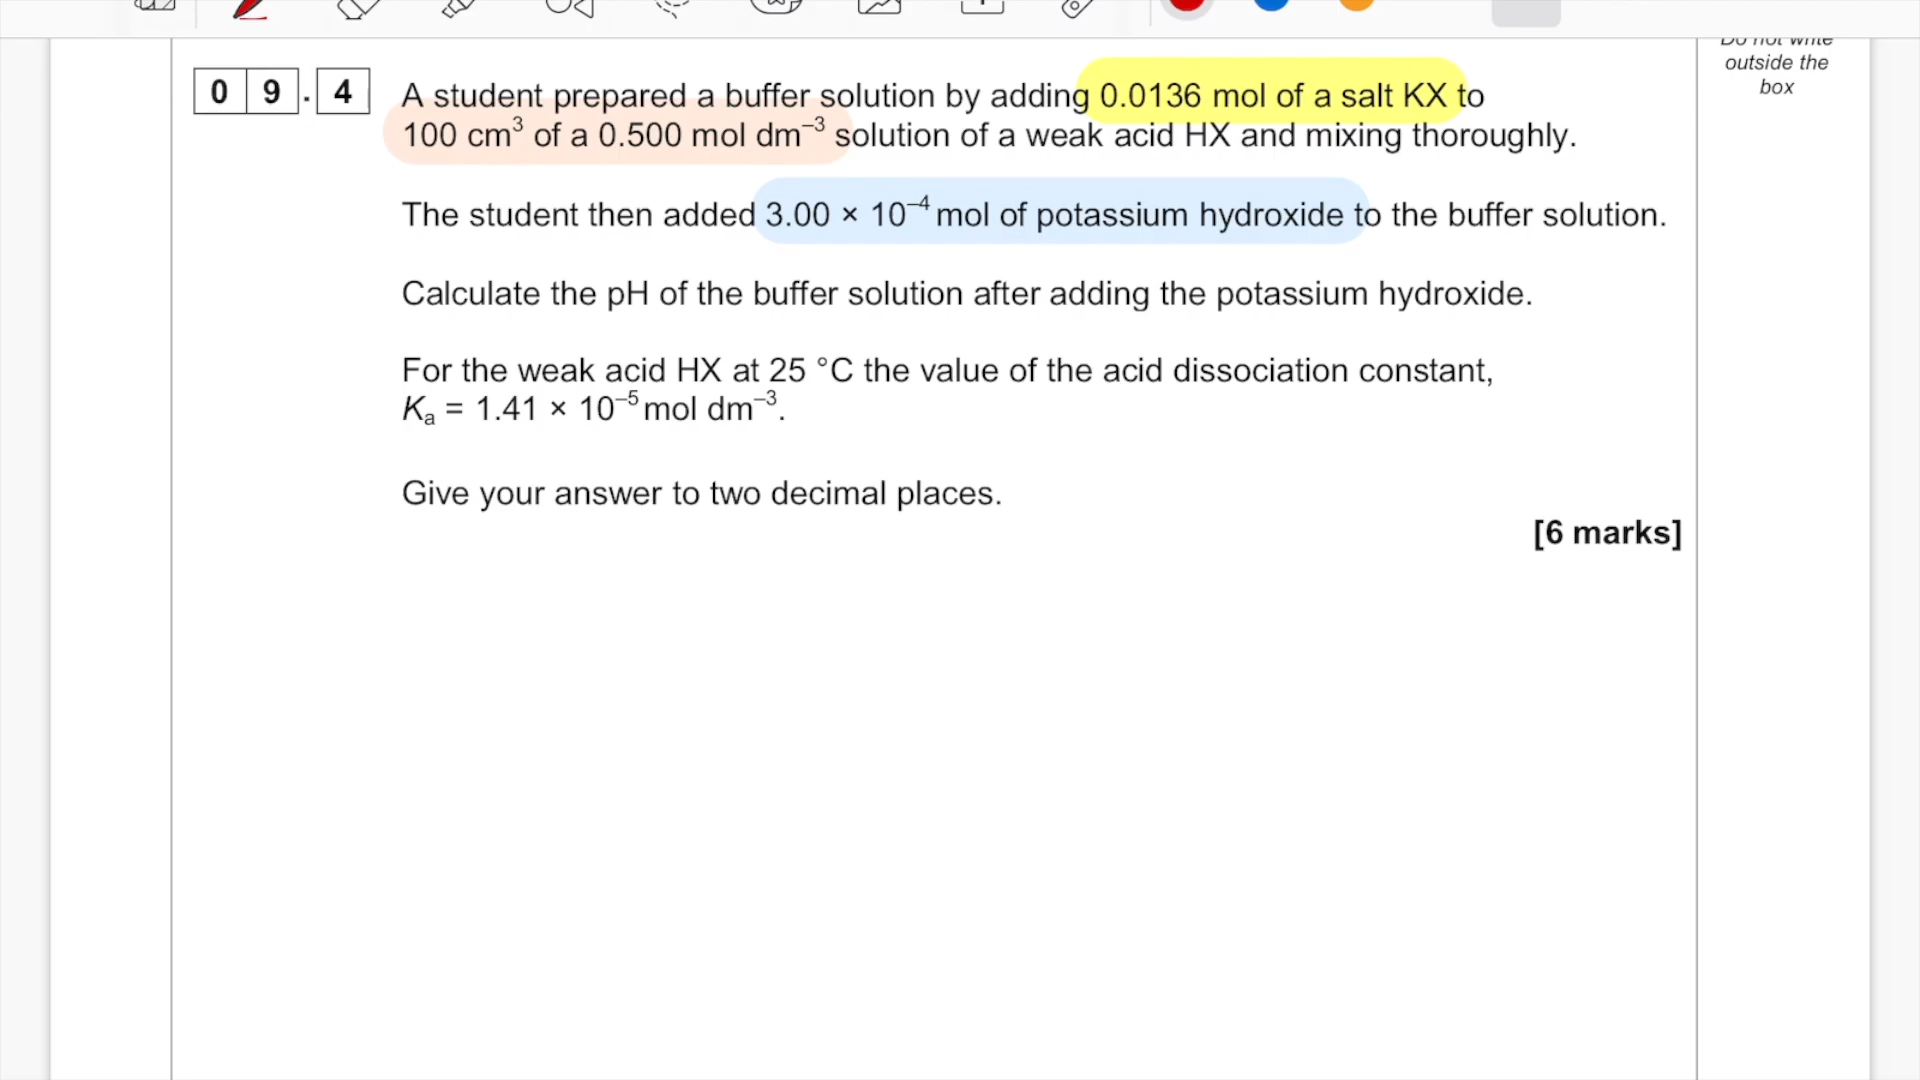 Do not write
outside the
box
0 9 . 4 A student prepared a buffer solution by adding 0.0136 mol of a salt KX to
100 cm³ of a 0.500 mol dm⁻³ solution of a weak acid HX and mixing thoroughly.
The student then added 3.00 × 10⁻⁴ mol of potassium hydroxide to the buffer solution.
Calculate the pH of the buffer solution after adding the potassium hydroxide.
For the weak acid HX at 25 °C the value of the acid dissociation constant,
Kₐ = 1.41 × 10⁻⁵ mol dm⁻³.
Give your answer to two decimal places.
[6 marks]